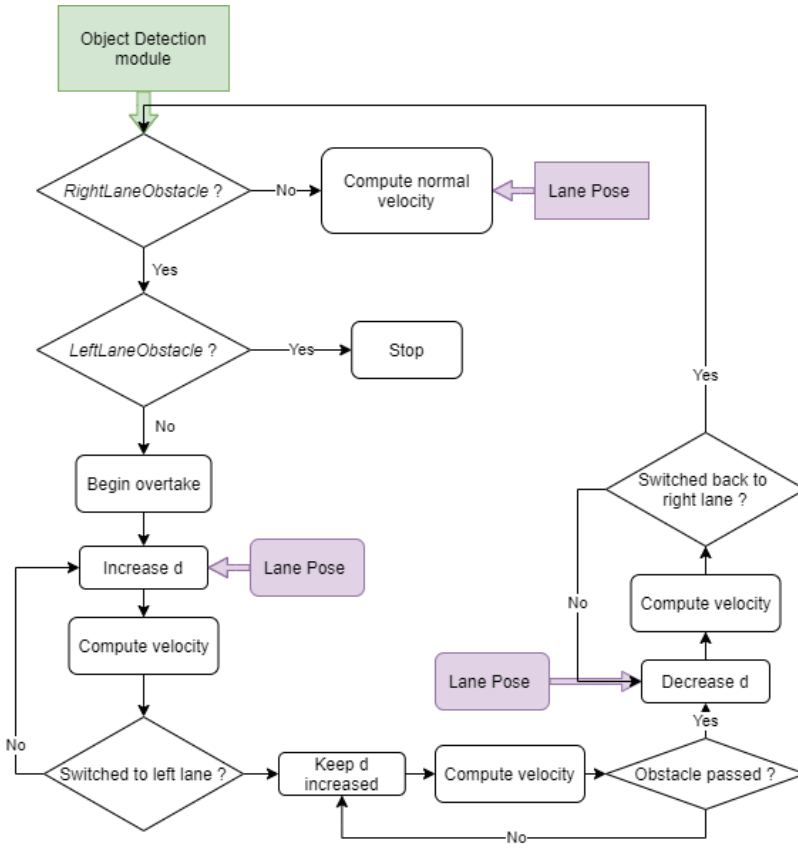 Object Detection
module
RightLaneObstacle ?
No
Compute normal
velocity
Lane Pose
Yes
LeftLaneObstacle ?
Yes
Stop
No
Begin overtake
Increase d
Lane Pose
Compute velocity
No
Switched to left lane ?
Keep d
increased
Compute velocity
Obstacle passed ?
No
Yes
Lane Pose
Decrease d
No
Compute velocity
Switched back to
right lane ?
Yes